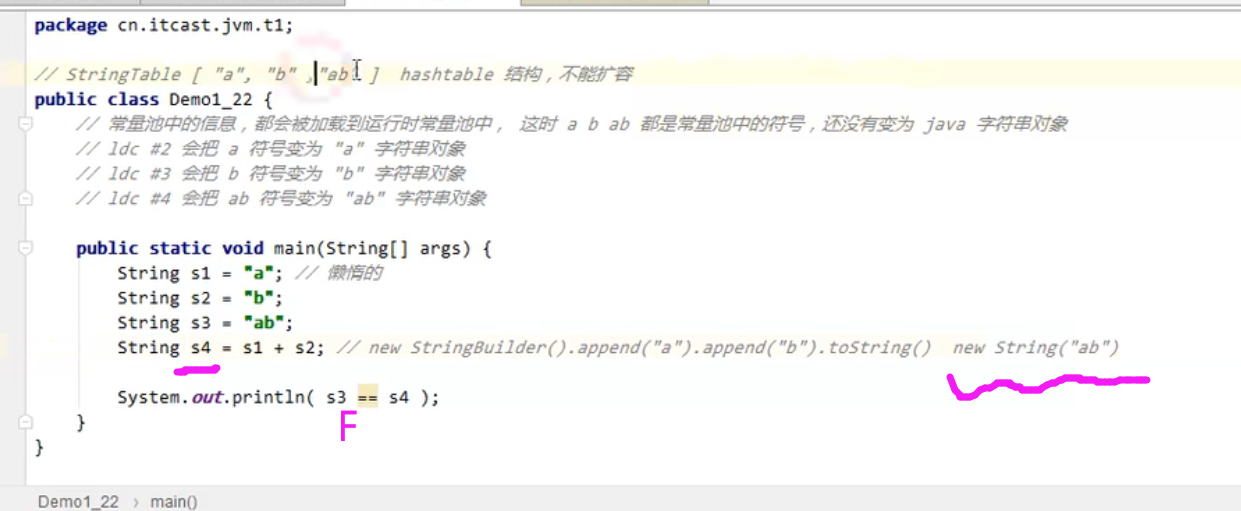 package cn.itcast.jvm.t1;
// StringTable [ "a", "b" ,"ab" ]  hashtable 结构，不能扩容
public class Demo1_22 {
// 常量池中的信息，都会被加载到运行时常量池中， 这时 a b ab 都是常量池中的符号，还没有变为 java 字符串对象
// ldc #2 会把 a 符号变为 "a" 字符串对象
// ldc #3 会把 b 符号变为 "b" 字符串对象
// ldc #4 会把 ab 符号变为 "ab" 字符串对象
public static void main(String[] args) {
String s1 = "a"; // 懒惰的
String s2 = "b";
String s3 = "ab";
String s4 = s1 + s2; // new StringBuilder().append("a").append("b").toString()  new String("ab")
System.out.println( s3 == s4 );
F
}
}
Demo1_22 › main()